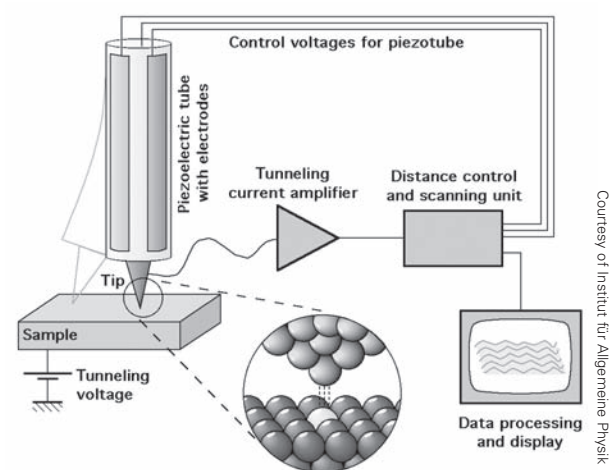 Control voltages for piezotube
Piezoelectric tube
with electrodes
Tunneling
current amplifier
Distance control
and scanning unit
Tip
Sample
Tunneling
voltage
Data processing
and display
Courtesy of Institut für Allgemeine Physik